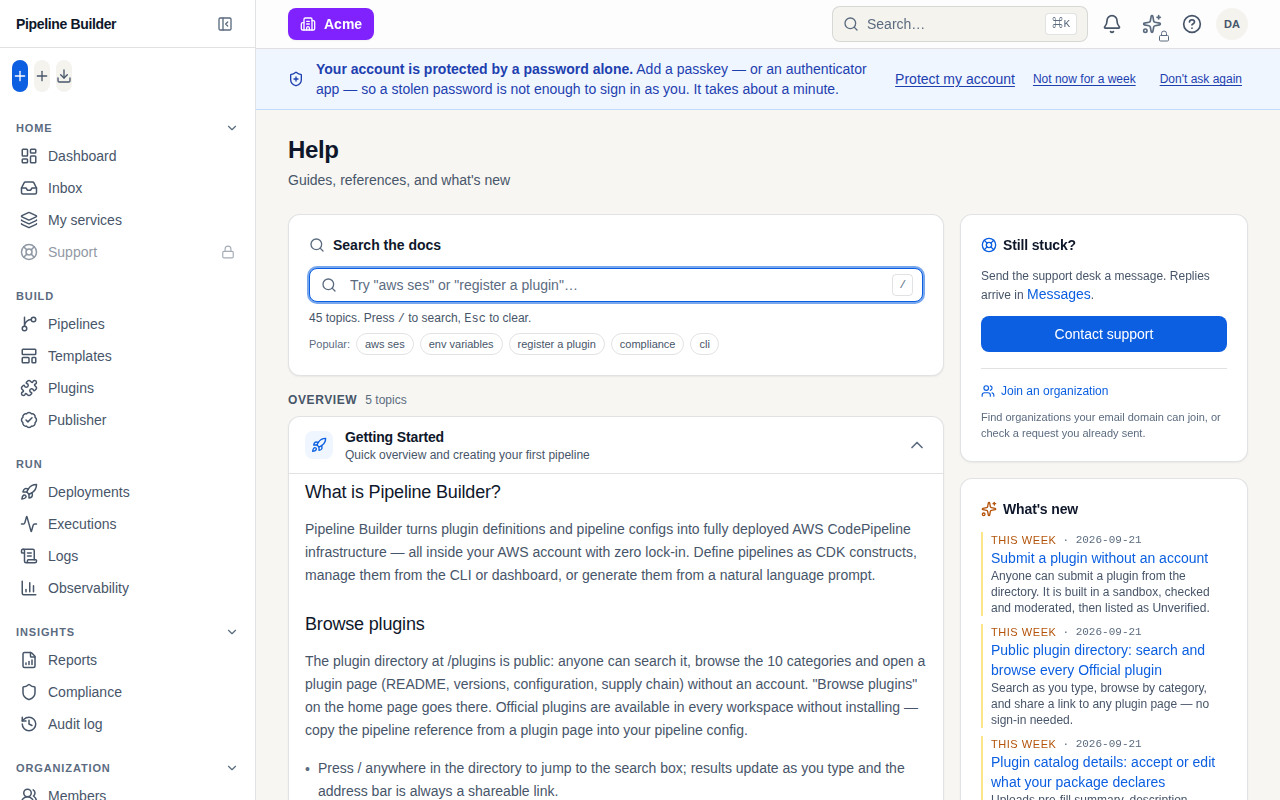 Pipeline Builder
Acme
Search…
⌘K
DA
Your account is protected by a password alone. Add a passkey — or an authenticator
app — so a stolen password is not enough to sign in as you. It takes about a minute.
Protect my account
Not now for a week
Don't ask again
HOME
Dashboard
Inbox
My services
Support
BUILD
Pipelines
Templates
Plugins
Publisher
RUN
Deployments
Executions
Logs
Observability
INSIGHTS
Reports
Compliance
Audit log
ORGANIZATION
Members
Help
Guides, references, and what's new
Search the docs
Try "aws ses" or "register a plugin"…
/
45 topics. Press / to search, Esc to clear.
Popular: aws ses env variables register a plugin compliance cli
OVERVIEW 5 topics
Getting Started
Quick overview and creating your first pipeline
What is Pipeline Builder?
Pipeline Builder turns plugin definitions and pipeline configs into fully deployed AWS CodePipeline
infrastructure — all inside your AWS account with zero lock-in. Define pipelines as CDK constructs,
manage them from the CLI or dashboard, or generate them from a natural language prompt.
Browse plugins
The plugin directory at /plugins is public: anyone can search it, browse the 10 categories and open a
plugin page (README, versions, configuration, supply chain) without an account. "Browse plugins"
on the home page goes there. Official plugins are available in every workspace without installing —
copy the pipeline reference from a plugin page into your pipeline config.
• Press / anywhere in the directory to jump to the search box; results update as you type and the
address bar is always a shareable link.
Still stuck?
Send the support desk a message. Replies
arrive in Messages.
Contact support
Join an organization
Find organizations your email domain can join, or
check a request you already sent.
What's new
THIS WEEK · 2026-09-21
Submit a plugin without an account
Anyone can submit a plugin from the
directory. It is built in a sandbox, checked
and moderated, then listed as Unverified.
THIS WEEK · 2026-09-21
Public plugin directory: search and
browse every Official plugin
Search as you type, browse by category,
and share a link to any plugin page — no
sign-in needed.
THIS WEEK · 2026-09-21
Plugin catalog details: accept or edit
what your package declares
Uploads pre-fill summary, description,